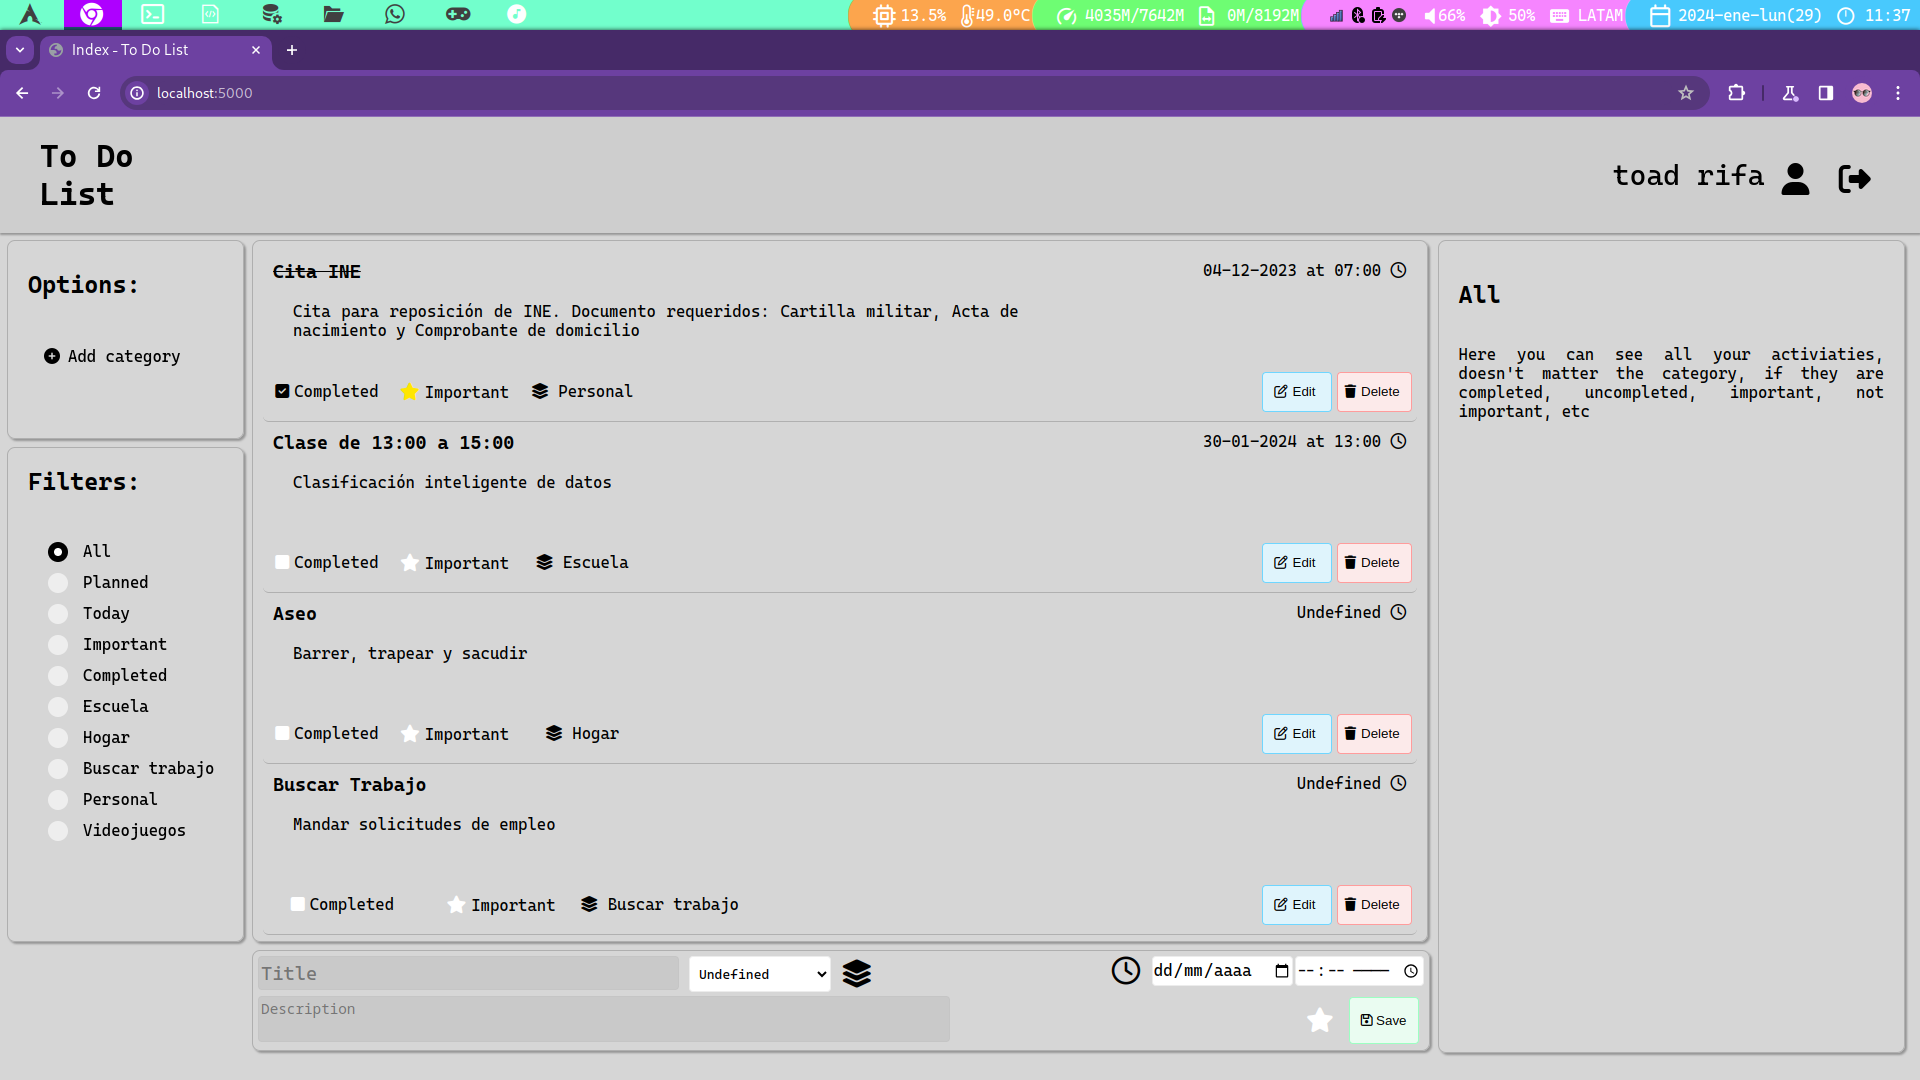 13.5% 49.0°C 4035M/7642M 0M/8192M 66% 50% LATAM 2024-ene-lun(29) 11:37
Index - To Do List
localhost:5000
To Do
List
toad rifa
Options:
Add category
Filters:
All
Planned
Today
Important
Completed
Escuela
Hogar
Buscar trabajo
Personal
Videojuegos
Cita INE 04-12-2023 at 07:00
Cita para reposición de INE. Documento requeridos: Cartilla militar, Acta de
nacimiento y Comprobante de domicilio
Completed Important Personal Edit Delete
Clase de 13:00 a 15:00 30-01-2024 at 13:00
Clasificación inteligente de datos
Completed Important Escuela Edit Delete
Aseo Undefined
Barrer, trapear y sacudir
Completed Important Hogar Edit Delete
Buscar Trabajo Undefined
Mandar solicitudes de empleo
Completed Important Buscar trabajo Edit Delete
Title Undefined dd/mm/aaaa --:-- ----
Description Save
All
Here you can see all your activiaties,
doesn't matter the category, if they are
completed, uncompleted, important, not
important, etc